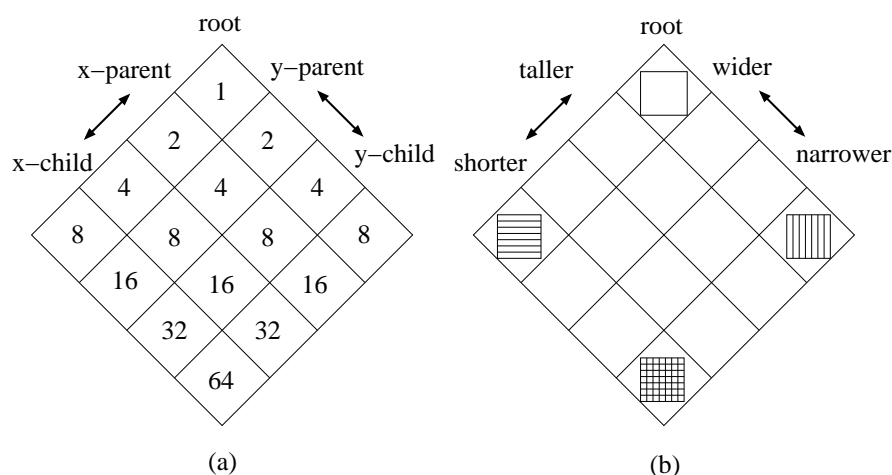 root
x−parent
y−parent
1
2
2
x−child
y−child
4
4
4
8
8
8
8
16
16
16
32
32
64
(a)
root
taller
wider
shorter
narrower
(b)